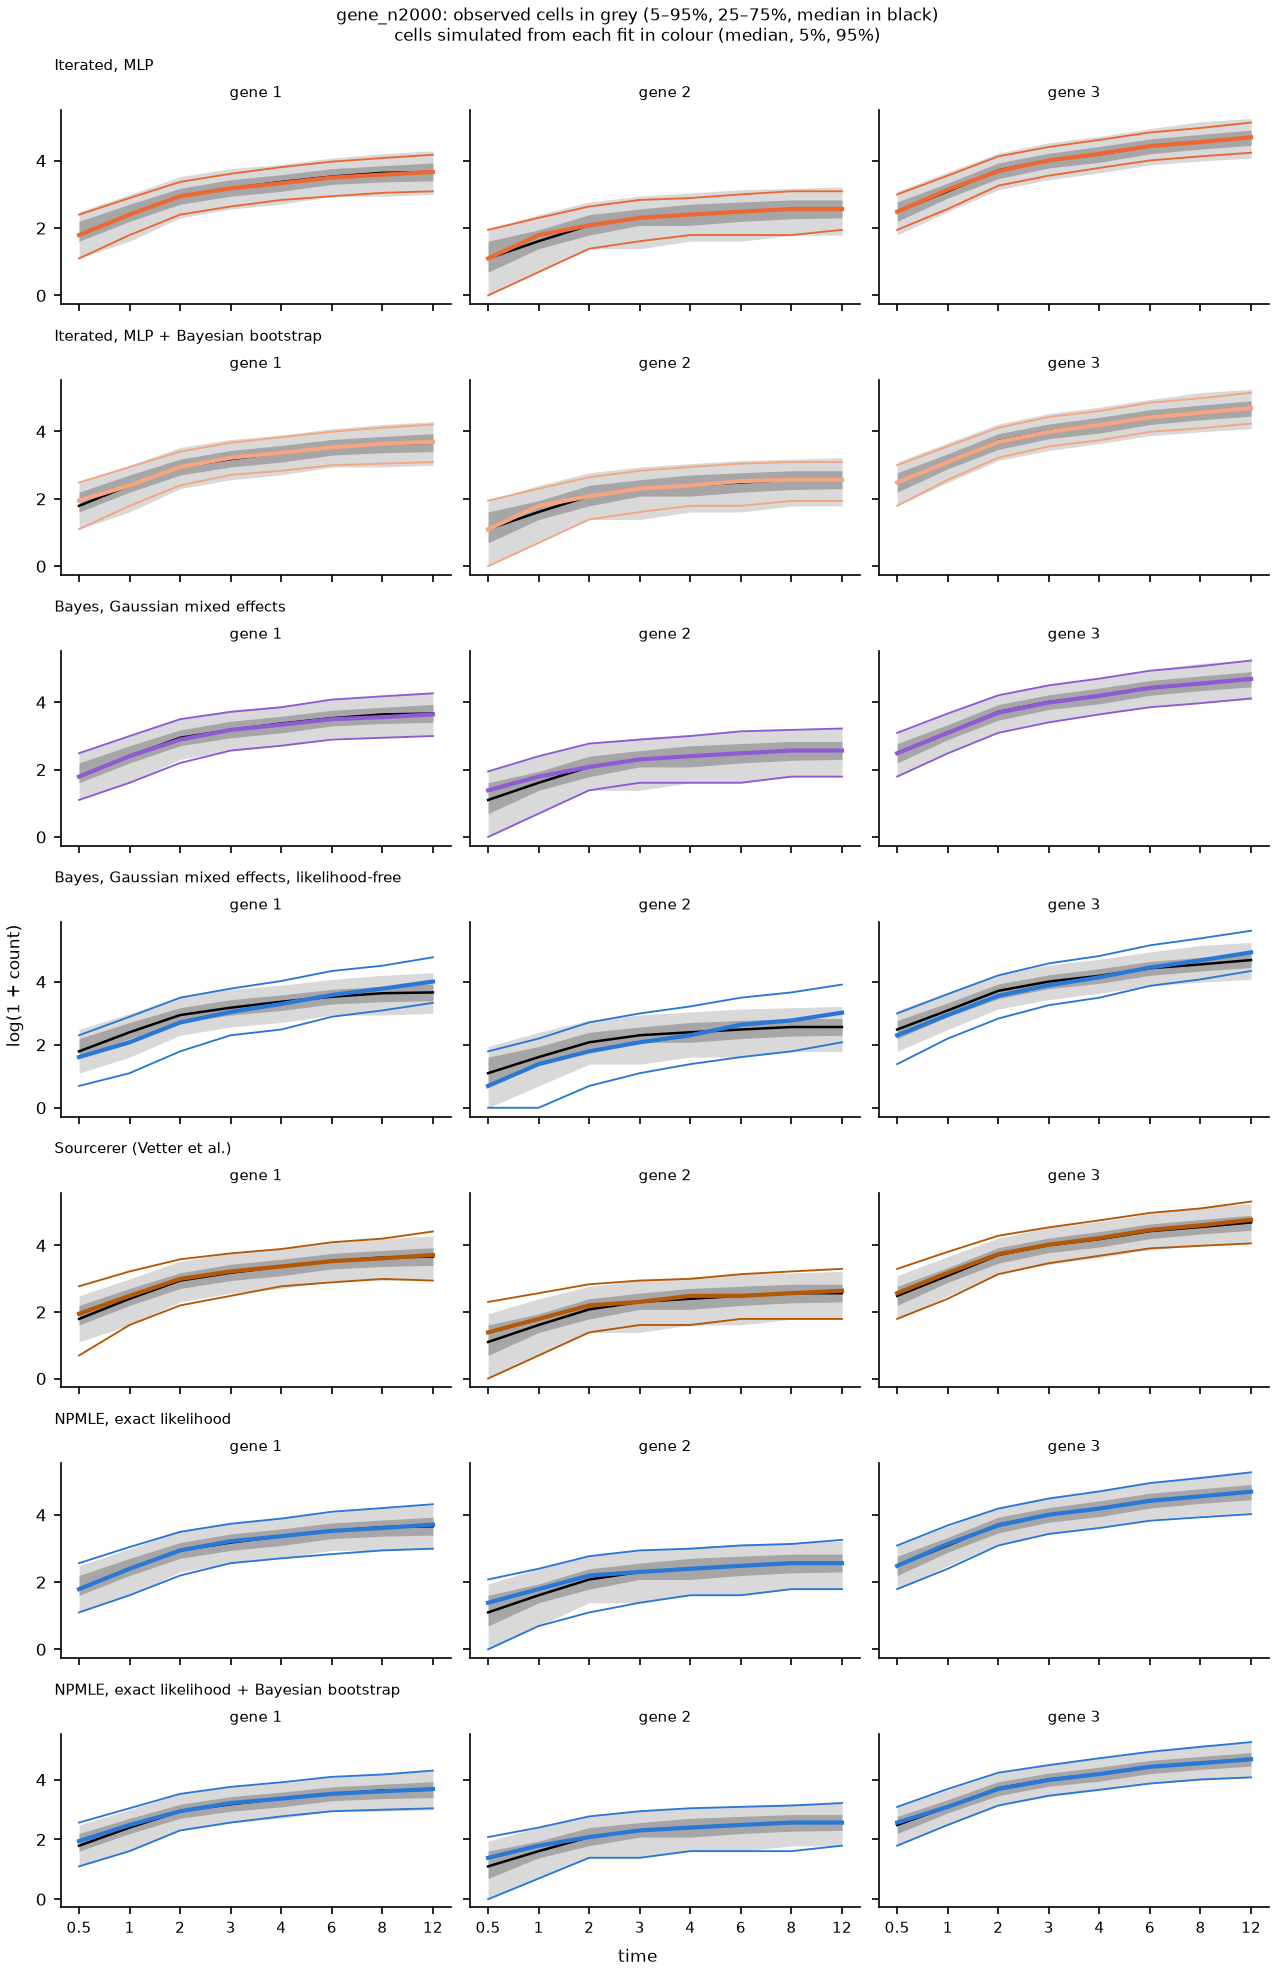 gene_n2000: observed cells in grey (5–95%, 25–75%, median in black)
cells simulated from each fit in colour (median, 5%, 95%)
Iterated, MLP
gene 1 gene 2 gene 3
4
2
0
Iterated, MLP + Bayesian bootstrap
gene 1 gene 2 gene 3
4
2
0
Bayes, Gaussian mixed effects
gene 1 gene 2 gene 3
4
2
0
Bayes, Gaussian mixed effects, likelihood-free
gene 1 gene 2 gene 3
4
2
0
log(1 + count)
Sourcerer (Vetter et al.)
gene 1 gene 2 gene 3
4
2
0
NPMLE, exact likelihood
gene 1 gene 2 gene 3
4
2
0
NPMLE, exact likelihood + Bayesian bootstrap
gene 1 gene 2 gene 3
4
2
0
0.5 1 2 3 4 6 8 12 0.5 1 2 3 4 6 8 12 0.5 1 2 3 4 6 8 12
time